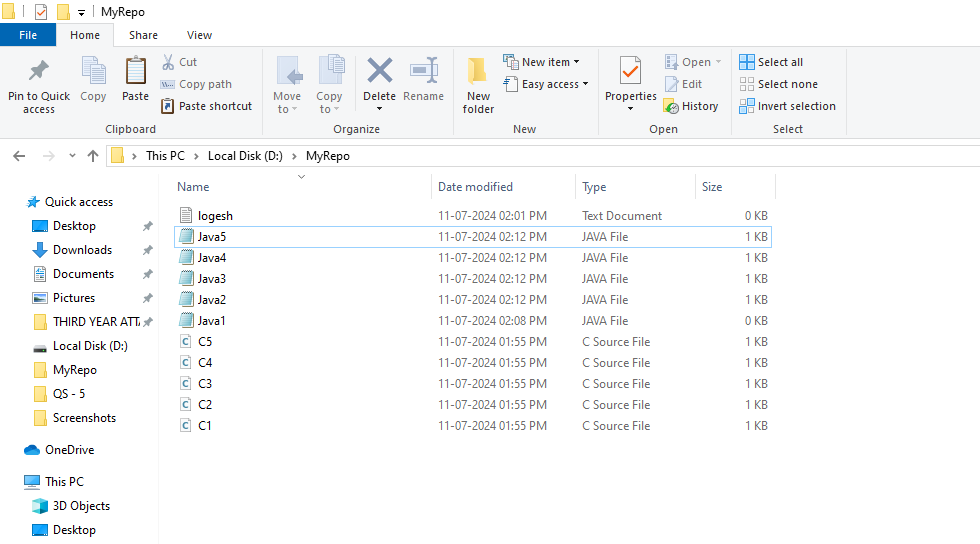 MyRepo
File Home Share View
Pin to Quick access
Copy
Paste
Cut
Copy path
Paste shortcut
Move to
Copy to
Delete
Rename
New folder
New item
Easy access
Properties
Open
Edit
History
Select all
Select none
Invert selection
Clipboard Organize New Open Select
This PC > Local Disk (D:) > MyRepo
Quick access
Desktop
Downloads
Documents
Pictures
THIRD YEAR ATT
Local Disk (D:)
MyRepo
QS - 5
Screenshots
OneDrive
This PC
3D Objects
Desktop
Name Date modified Type Size
logesh 11-07-2024 02:01 PM Text Document 0 KB
Java5 11-07-2024 02:12 PM JAVA File 1 KB
Java4 11-07-2024 02:12 PM JAVA File 1 KB
Java3 11-07-2024 02:12 PM JAVA File 1 KB
Java2 11-07-2024 02:12 PM JAVA File 1 KB
Java1 11-07-2024 02:08 PM JAVA File 0 KB
C5 11-07-2024 01:55 PM C Source File 1 KB
C4 11-07-2024 01:55 PM C Source File 1 KB
C3 11-07-2024 01:55 PM C Source File 1 KB
C2 11-07-2024 01:55 PM C Source File 1 KB
C1 11-07-2024 01:55 PM C Source File 1 KB